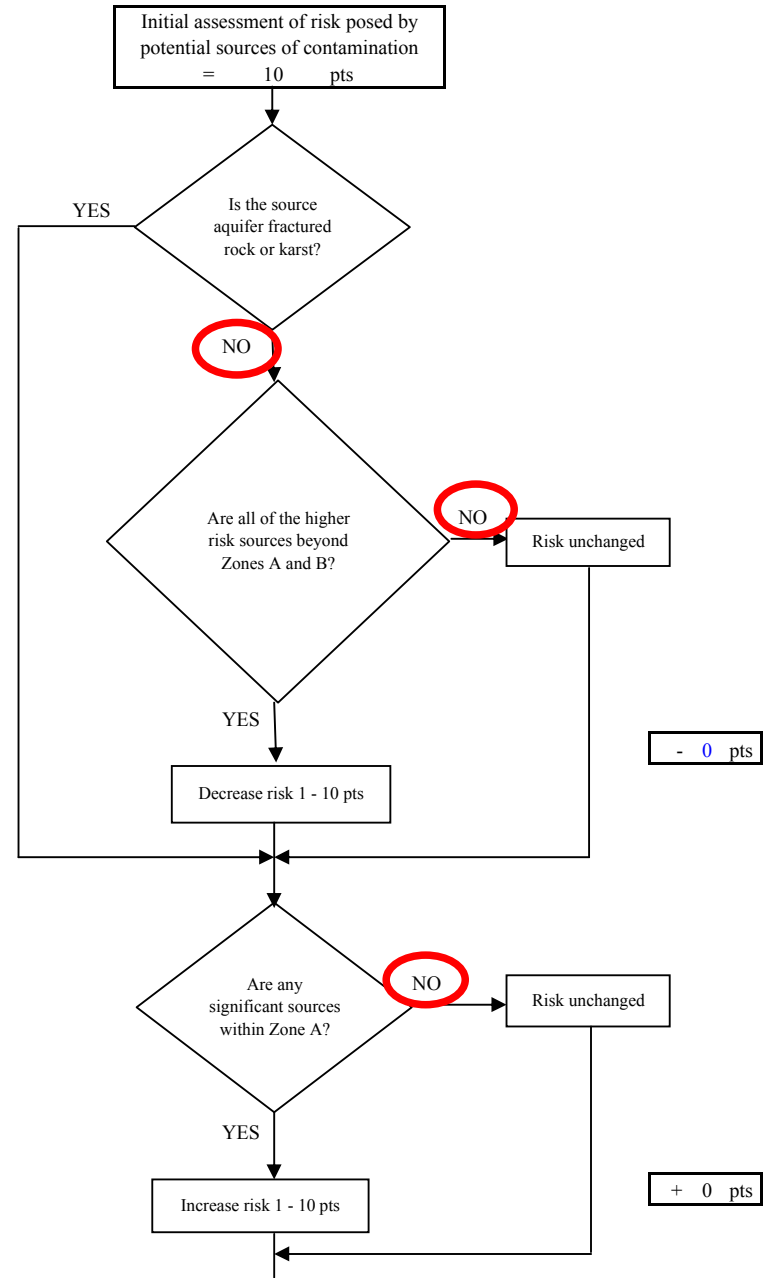 Initial assessment of risk posed by
potential sources of contamination
= 10 pts
YES
Is the source
aquifer fractured
rock or karst?
NO
Are all of the higher
risk sources beyond
Zones A and B?
NO
Risk unchanged
YES
- 0 pts
Decrease risk 1 - 10 pts
Are any
significant sources
within Zone A?
NO
Risk unchanged
YES
+ 0 pts
Increase risk 1 - 10 pts